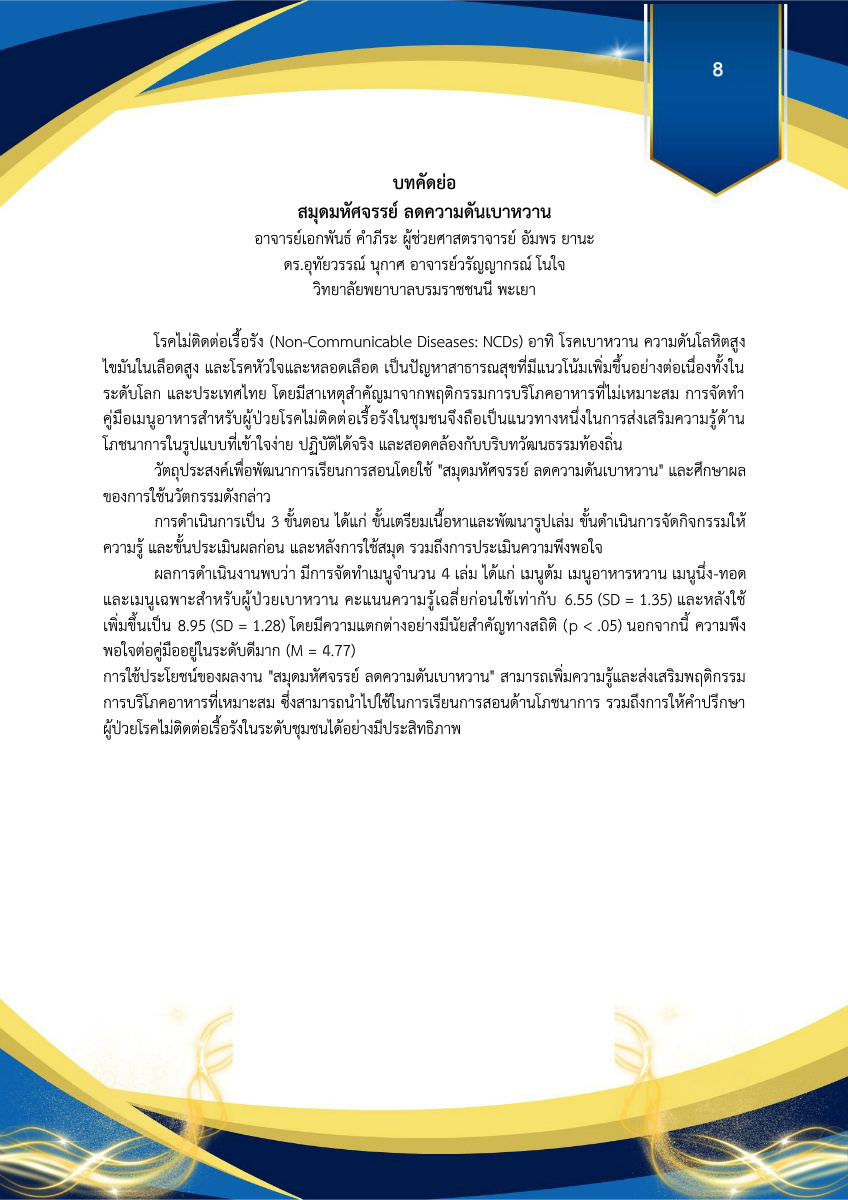 8
บทคัดย่อ
สมุดมหัศจรรย์ ลดความดันเบาหวาน
อาจารย์เอกพันธ์ คำภีระ ผู้ช่วยศาสตราจารย์ อัมพร ยานะ
ดร.อุทัยวรรณ์ นุกาศ อาจารย์วรัญญากรณ์ โนใจ
วิทยาลัยพยาบาลบรมราชชนนี พะเยา
โรคไม่ติดต่อเรื้อรัง (Non-Communicable Diseases: NCDs) อาทิ โรคเบาหวาน ความดันโลหิตสูง
ไขมันในเลือดสูง และโรคหัวใจและหลอดเลือด เป็นปัญหาสาธารณสุขที่มีแนวโน้มเพิ่มขึ้นอย่างต่อเนื่องทั้งใน
ระดับโลก และประเทศไทย โดยมีสาเหตุสำคัญมาจากพฤติกรรมการบริโภคอาหารที่ไม่เหมาะสม การจัดทำ
คู่มือเมนูอาหารสำหรับผู้ป่วยโรคไม่ติดต่อเรื้อรังในชุมชนจึงถือเป็นแนวทางหนึ่งในการส่งเสริมความรู้ด้าน
โภชนาการในรูปแบบที่เข้าใจง่าย ปฏิบัติได้จริง และสอดคล้องกับบริบทวัฒนธรรมท้องถิ่น
วัตถุประสงค์เพื่อพัฒนาการเรียนการสอนโดยใช้ "สมุดมหัศจรรย์ ลดความดันเบาหวาน" และศึกษาผล
ของการใช้นวัตกรรมดังกล่าว
การดำเนินการเป็น 3 ขั้นตอน ได้แก่ ขั้นเตรียมเนื้อหาและพัฒนารูปเล่ม ขั้นดำเนินการจัดกิจกรรมให้
ความรู้ และขั้นประเมินผลก่อน และหลังการใช้สมุด รวมถึงการประเมินความพึงพอใจ
ผลการดำเนินงานพบว่า มีการจัดทำเมนูจำนวน 4 เล่ม ได้แก่ เมนูต้ม เมนูอาหารหวาน เมนูนึ่ง-ทอด
และเมนูเฉพาะสำหรับผู้ป่วยเบาหวาน คะแนนความรู้เฉลี่ยก่อนใช้เท่ากับ 6.55 (SD = 1.35) และหลังใช้
เพิ่มขึ้นเป็น 8.95 (SD = 1.28) โดยมีความแตกต่างอย่างมีนัยสำคัญทางสถิติ (p < .05) นอกจากนี้ ความพึง
พอใจต่อคู่มืออยู่ในระดับดีมาก (M = 4.77)
การใช้ประโยชน์ของผลงาน "สมุดมหัศจรรย์ ลดความดันเบาหวาน" สามารถเพิ่มความรู้และส่งเสริมพฤติกรรม
การบริโภคอาหารที่เหมาะสม ซึ่งสามารถนำไปใช้ในการเรียนการสอนด้านโภชนาการ รวมถึงการให้คำปรึกษา
ผู้ป่วยโรคไม่ติดต่อเรื้อรังในระดับชุมชนได้อย่างมีประสิทธิภาพ